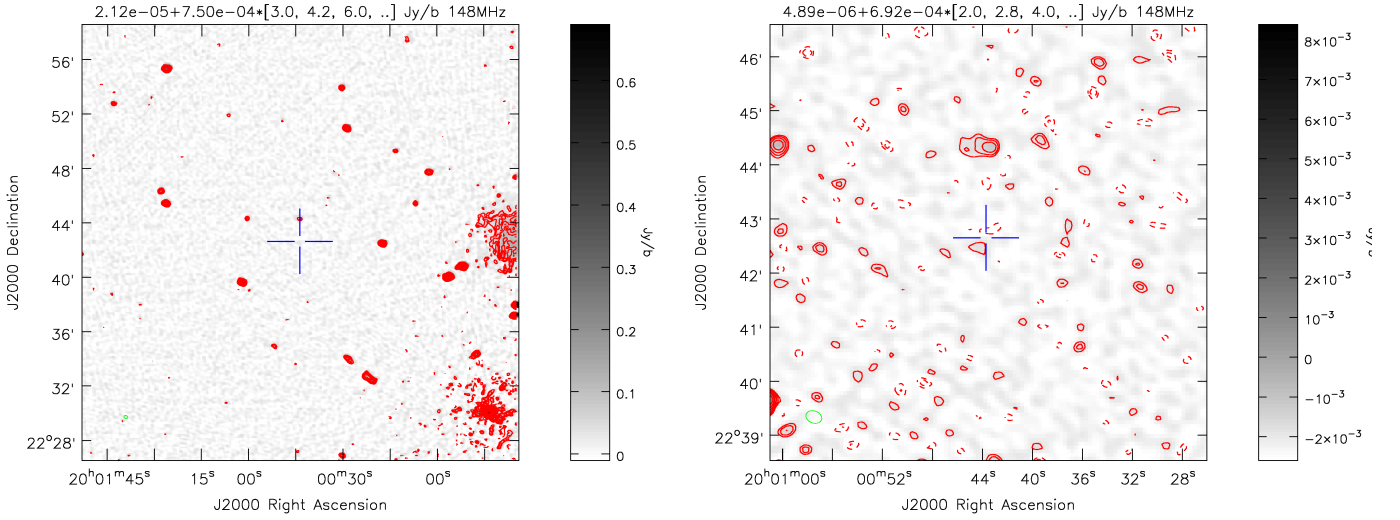 2.12e-05+7.50e-04*[3.0, 4.2, 6.0, ..] Jy/b 148MHz
56'
52'
48'
44'
40'
36'
32'
22°28'
20ʰ01ᵐ45ˢ
15ˢ
00ˢ
00ᵐ30ˢ
00ˢ
J2000 Right Ascension
J2000 Declination
0.6
0.5
0.4
0.3
0.2
0.1
0
Jy/b
4.89e-06+6.92e-04*[2.0, 2.8, 4.0, ..] Jy/b 148MHz
46'
45'
44'
43'
42'
41'
40'
22°39'
20ʰ01ᵐ00ˢ
00ᵐ52ˢ
44ˢ
40ˢ
36ˢ
32ˢ
28ˢ
J2000 Right Ascension
J2000 Declination
8×10⁻³
7×10⁻³
6×10⁻³
5×10⁻³
4×10⁻³
3×10⁻³
2×10⁻³
10⁻³
0
−10⁻³
−2×10⁻³